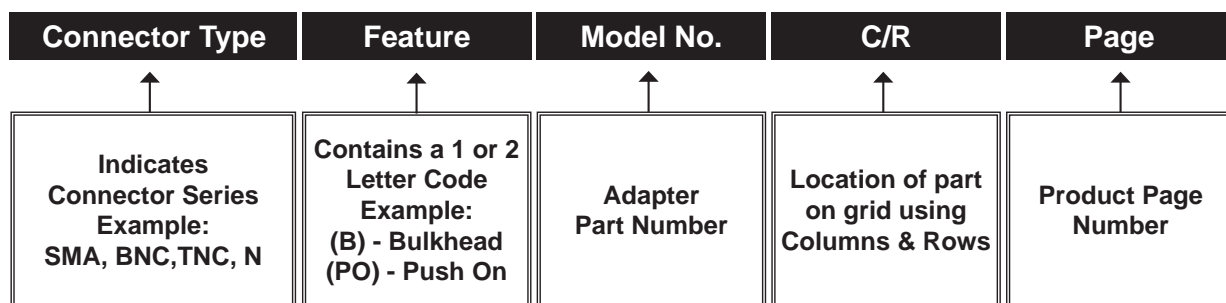 Connector Type Feature Model No. C/R Page
Indicates
Connector Series
Example:
SMA, BNC,TNC, N
Contains a 1 or 2
Letter Code
Example:
(B) - Bulkhead
(PO) - Push On
Adapter
Part Number
Location of part
on grid using
Columns & Rows
Product Page
Number